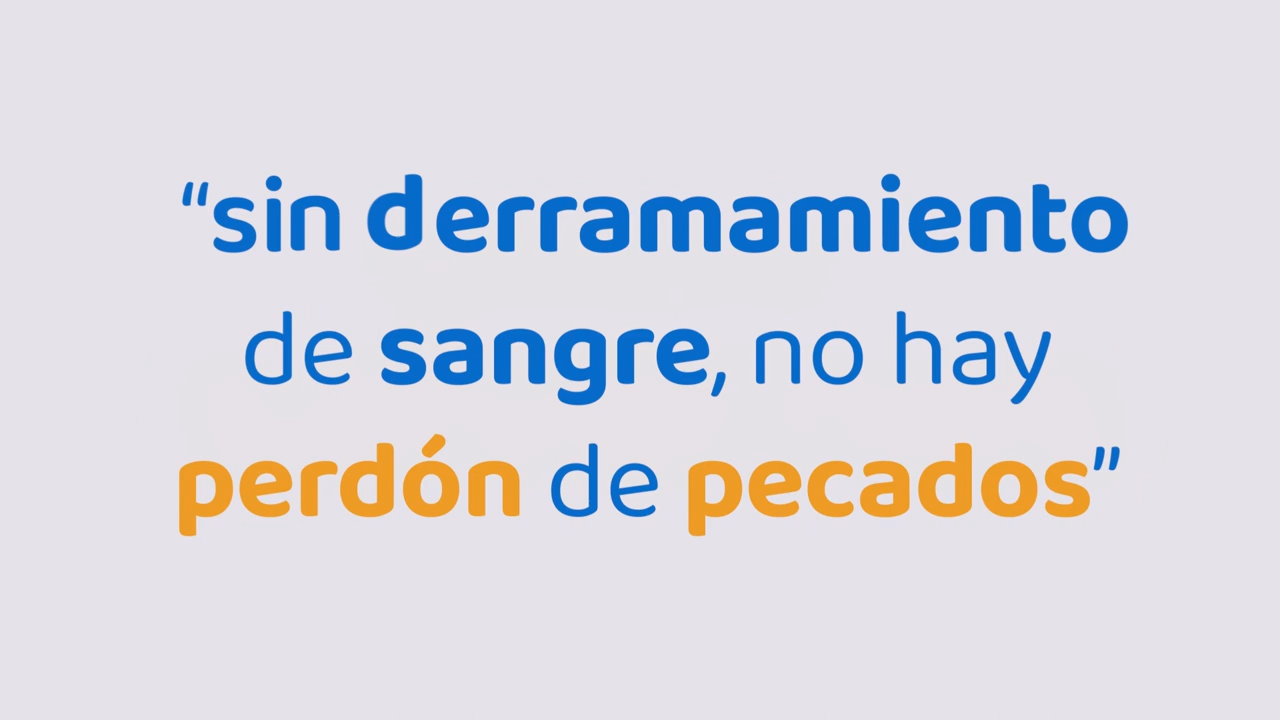 “sin derramamiento
de sangre, no hay
perdón de pecados”